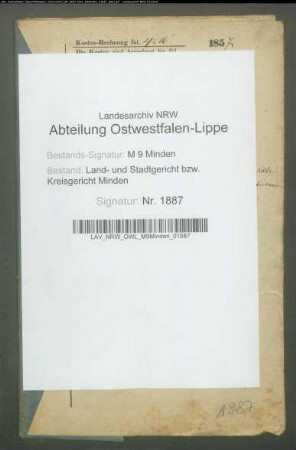 Kosten-Rechnung fol.
185
Landesarchiv NRW
Abteilung Ostwestfalen-Lippe
Bestands-Signatur: M 9 Minden
Bestand: Land- und Stadtgericht bzw.
Kreisgericht Minden
Signatur: Nr. 1887
LAV_NRW_OWL_M9Minden_01887
1887